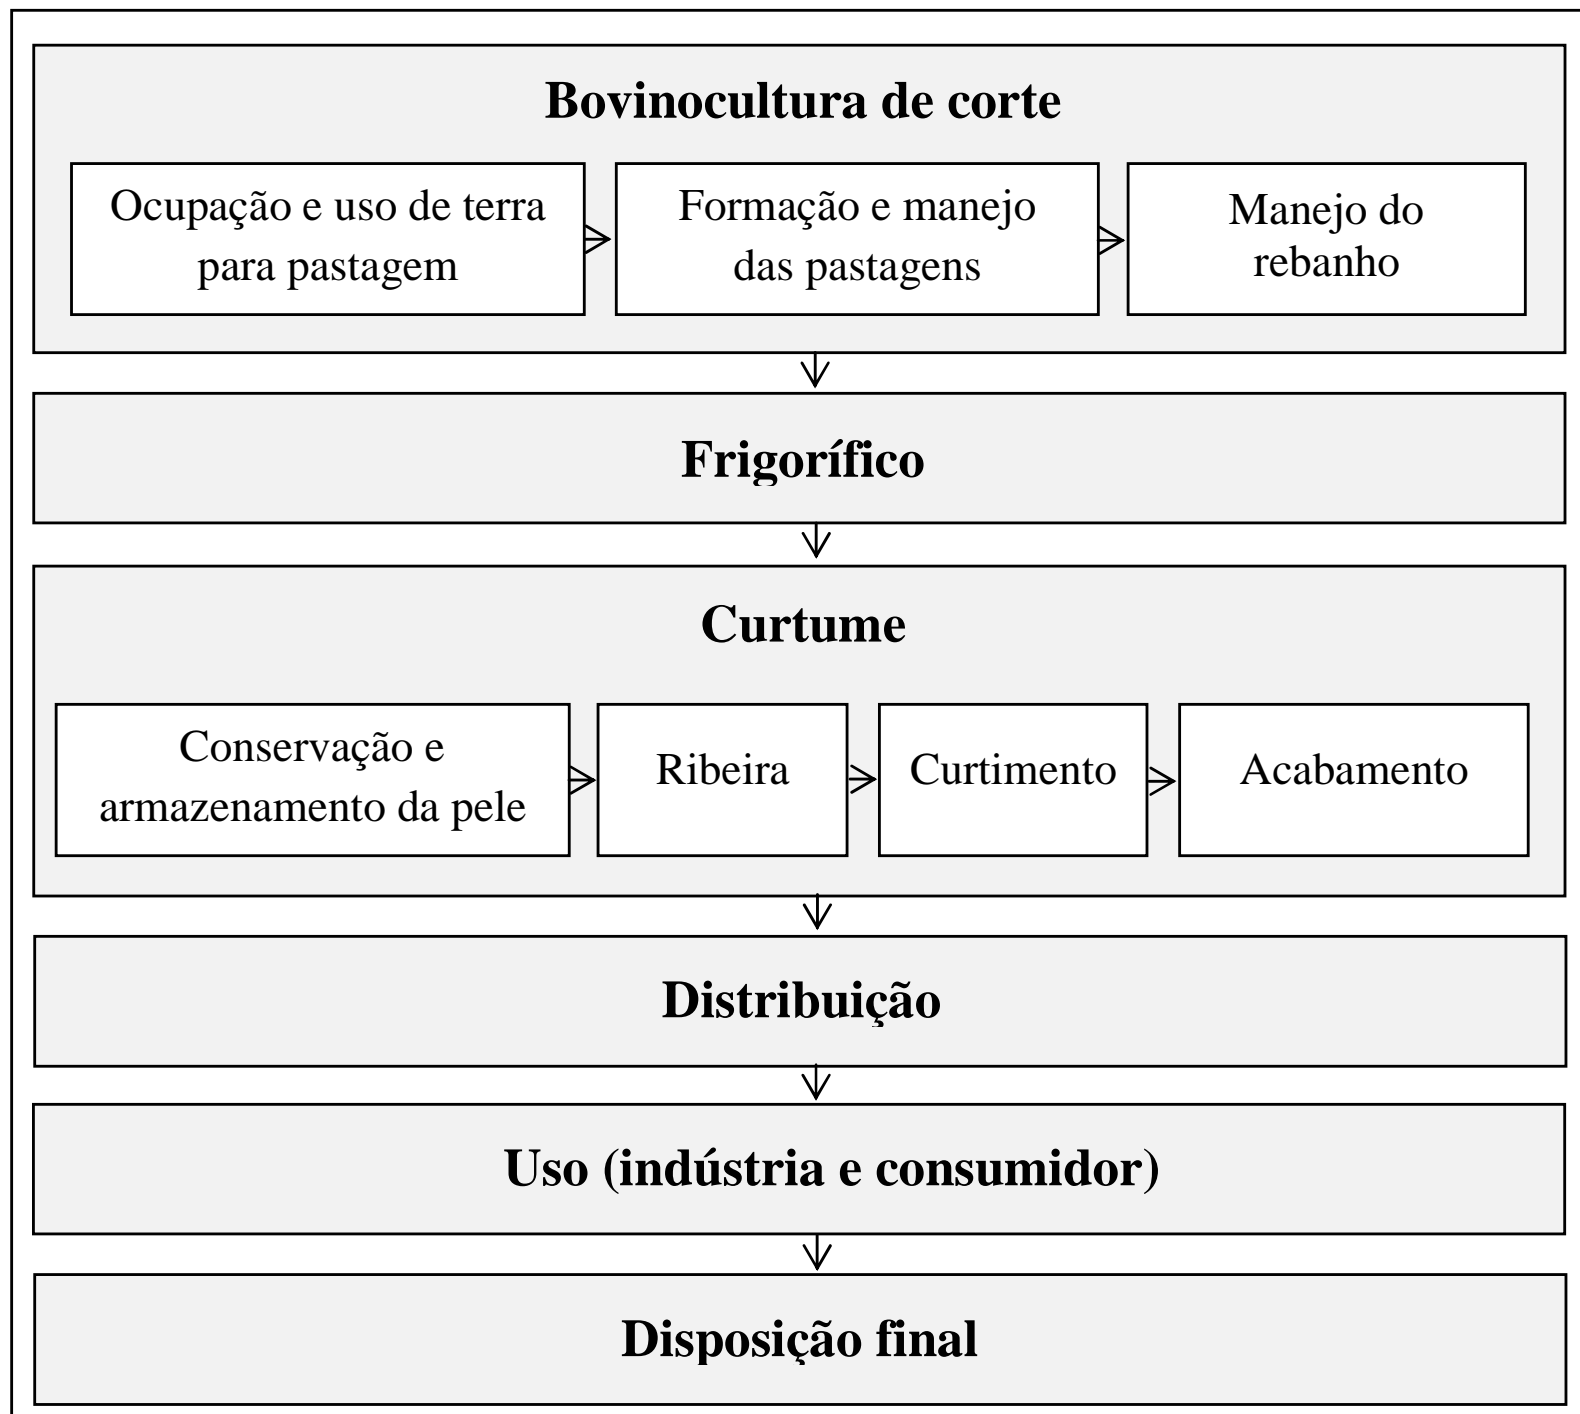 Bovinocultura de corte
Ocupação e uso de terra
para pastagem
Formação e manejo
das pastagens
Manejo do
rebanho
Frigorífico
Curtume
Conservação e
armazenamento da pele
Ribeira
Curtimento
Acabamento
Distribuição
Uso (indústria e consumidor)
Disposição final